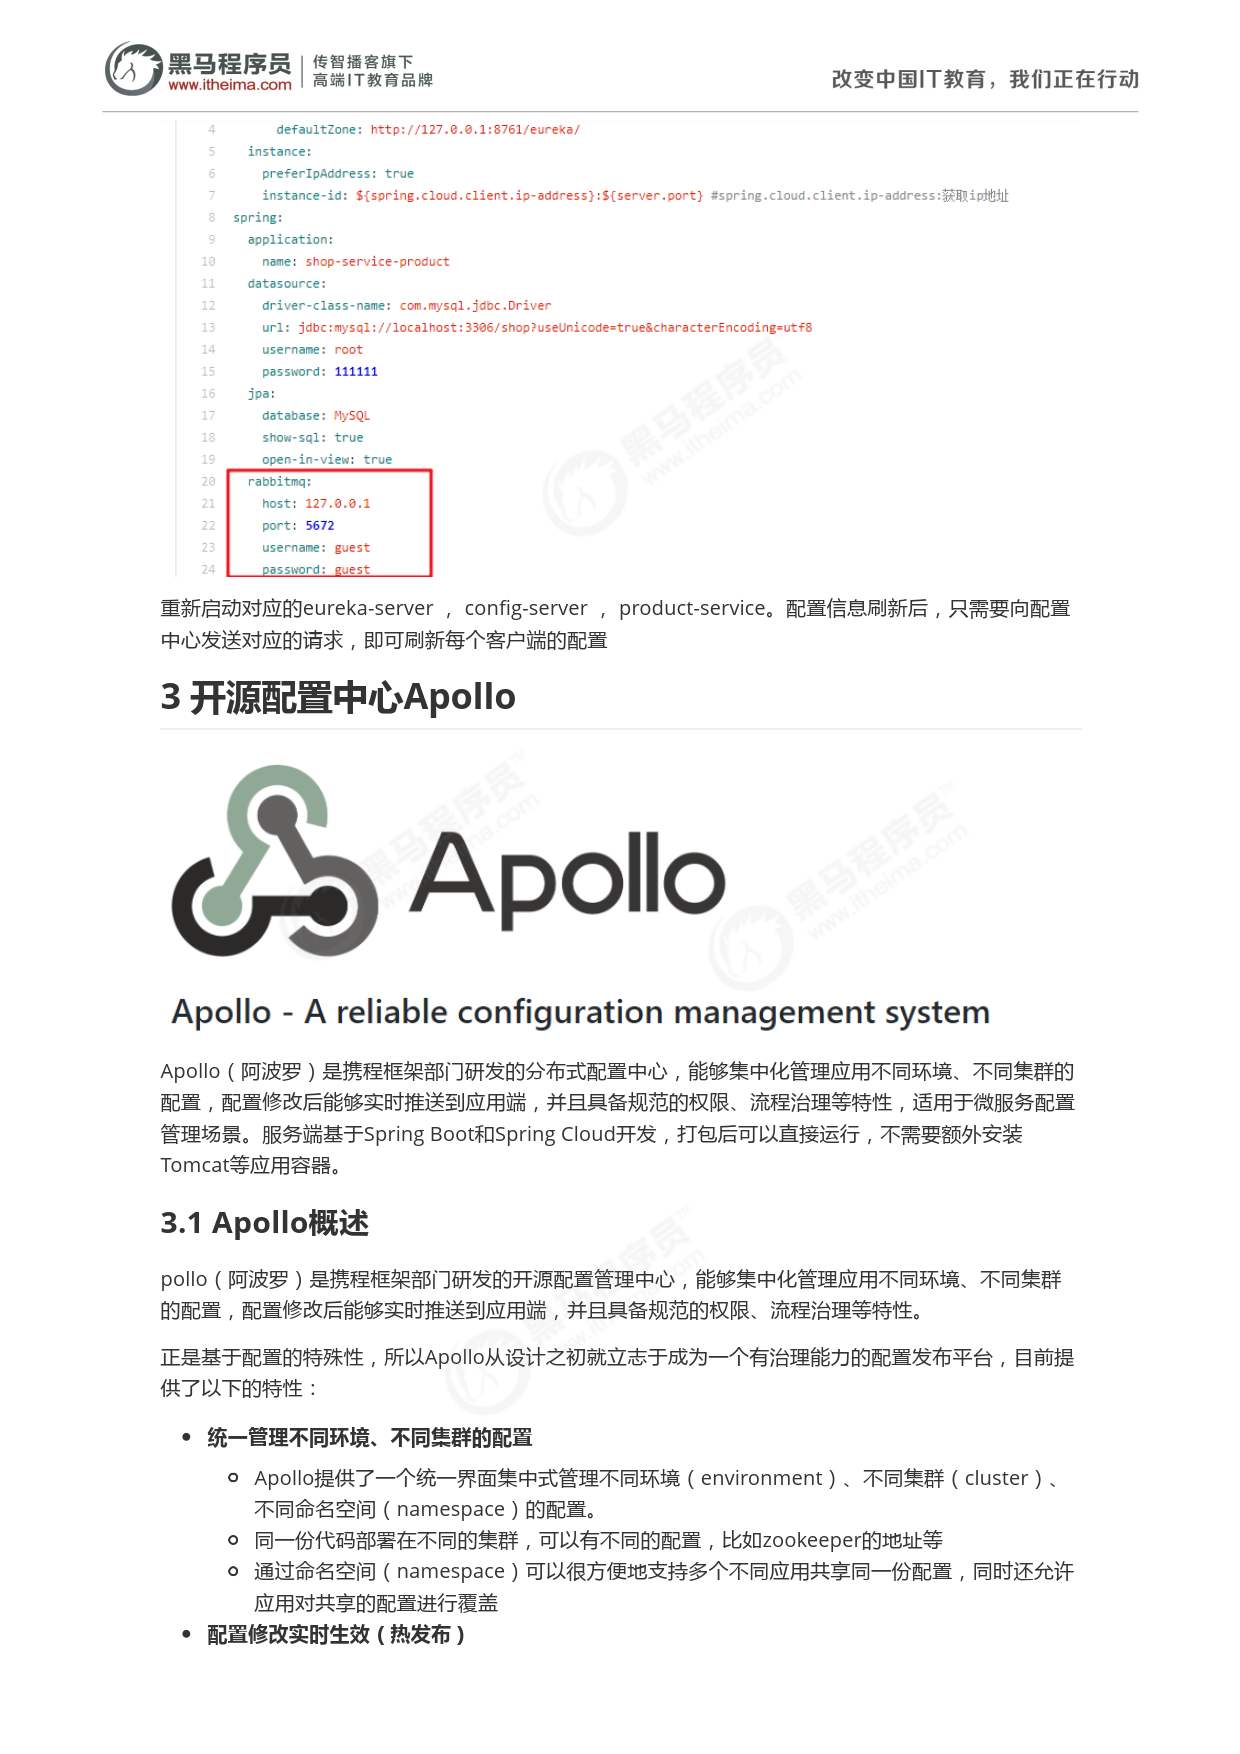 黑马程序员
www.itheima.com
传智播客旗下
高端IT教育品牌
改变中国IT教育，我们正在行动
4 defaultZone: http://127.0.0.1:8761/eureka/
5 instance:
6 preferIpAddress: true
7 instance-id: ${spring.cloud.client.ip-address}:${server.port} #spring.cloud.client.ip-address:获取ip地址
8 spring:
9 application:
10 name: shop-service-product
11 datasource:
12 driver-class-name: com.mysql.jdbc.Driver
13 url: jdbc:mysql://localhost:3306/shop?useUnicode=true&characterEncoding=utf8
14 username: root
15 password: 111111
16 jpa:
17 database: MySQL
18 show-sql: true
19 open-in-view: true
20 rabbitmq:
21 host: 127.0.0.1
22 port: 5672
23 username: guest
24 password: guest
重新启动对应的eureka-server ， config-server ， product-service。配置信息刷新后，只需要向配置
中心发送对应的请求，即可刷新每个客户端的配置
3 开源配置中心Apollo
Apollo
Apollo - A reliable configuration management system
Apollo（阿波罗）是携程框架部门研发的分布式配置中心，能够集中化管理应用不同环境、不同集群的
配置，配置修改后能够实时推送到应用端，并且具备规范的权限、流程治理等特性，适用于微服务配置
管理场景。服务端基于Spring Boot和Spring Cloud开发，打包后可以直接运行，不需要额外安装
Tomcat等应用容器。
3.1 Apollo概述
pollo（阿波罗）是携程框架部门研发的开源配置管理中心，能够集中化管理应用不同环境、不同集群
的配置，配置修改后能够实时推送到应用端，并且具备规范的权限、流程治理等特性。
正是基于配置的特殊性，所以Apollo从设计之初就立志于成为一个有治理能力的配置发布平台，目前提
供了以下的特性：
统一管理不同环境、不同集群的配置
Apollo提供了一个统一界面集中式管理不同环境（environment）、不同集群（cluster）、
不同命名空间（namespace）的配置。
同一份代码部署在不同的集群，可以有不同的配置，比如zookeeper的地址等
通过命名空间（namespace）可以很方便地支持多个不同应用共享同一份配置，同时还允许
应用对共享的配置进行覆盖
配置修改实时生效（热发布）